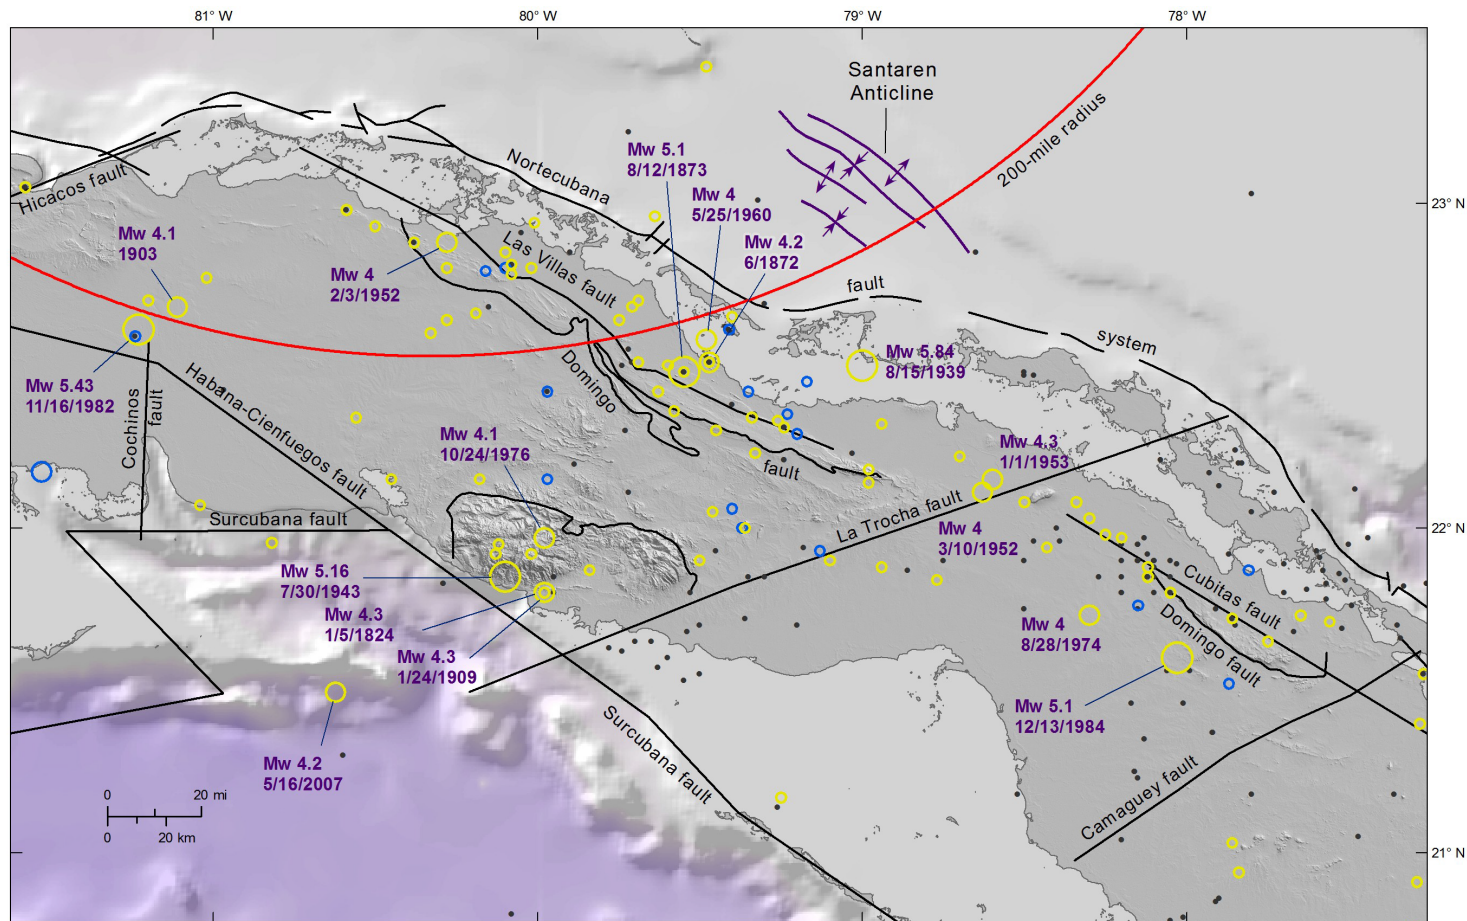 81° W
80° W
79° W
78° W
Santaren
Anticline
200-mile radius
Mw 5.1
8/12/1873
Nortecubana
Hicacos fault
Mw 4
5/25/1960
23° N
Mw 4.1
1903
Mw 4.2
6/1872
Las Villas fault
Mw 4
2/3/1952
fault
system
Mw 5.84
8/15/1939
Domingo
Mw 5.43
11/16/1982
Cochinos
fault
Habana-Cienfuegos fault
Mw 4.1
10/24/1976
Mw 4.3
1/1/1953
fault
La Trocha fault
Surcubana fault
22° N
Mw 4
3/10/1952
Mw 5.16
7/30/1943
Cubitas fault
Mw 4.3
1/5/1824
Domingo fault
Mw 4
8/28/1974
Mw 4.3
1/24/1909
Mw 5.1
12/13/1984
Surcubana fault
Mw 4.2
5/16/2007
Camaguey fault
0 20 mi
0 20 km
21° N